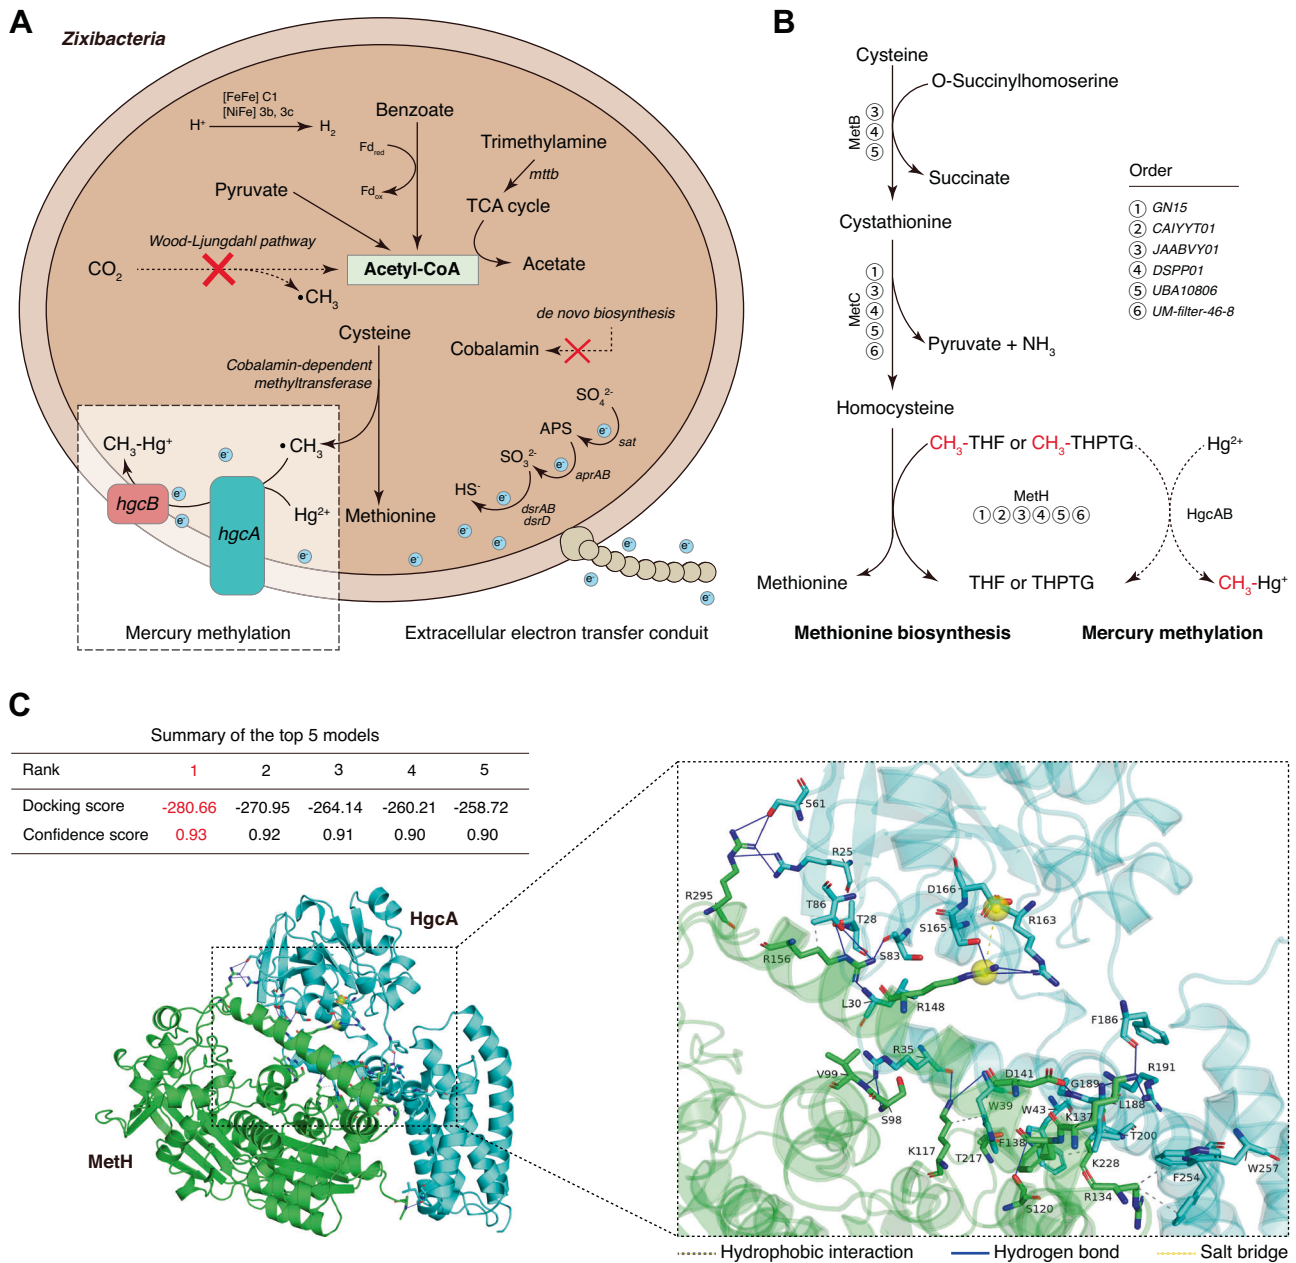 A
Zixibacteria
[FeFe] C1
[NiFe] 3b, 3c
H⁺
H₂
Benzoate
Fd_red
Fd_ox
Trimethylamine
mttb
Pyruvate
TCA cycle
Wood-Ljungdahl pathway
CO₂
Acetyl-CoA
Acetate
•CH₃
de novo biosynthesis
Cysteine
Cobalamin
Cobalamin-dependent
methyltransferase
SO₄²⁻
APS
e⁻
sat
CH₃-Hg⁺
e⁻
•CH₃
SO₃²⁻
e⁻
aprAB
HS⁻
e⁻
hgcB
e⁻
e⁻
hgcA
Hg²⁺
Methionine
dsrAB
dsrD
e⁻
e⁻
e⁻
e⁻
e⁻
e⁻
e⁻
e⁻
Mercury methylation
Extracellular electron transfer conduit
B
Cysteine
O-Succinylhomoserine
MetB
③
④
⑤
Succinate
Cystathionine
MetC
①
③
④
⑤
⑥
Pyruvate + NH₃
Order
① GN15
② CAIYYT01
③ JAABVY01
④ DSPP01
⑤ UBA10806
⑥ UM-filter-46-8
Homocysteine
CH₃-THF or CH₃-THPTG
Hg²⁺
MetH
①②③④⑤⑥
HgcAB
Methionine
THF or THPTG
CH₃-Hg⁺
Methionine biosynthesis
Mercury methylation
C
Summary of the top 5 models
Rank 1 2 3 4 5
Docking score -280.66 -270.95 -264.14 -260.21 -258.72
Confidence score 0.93 0.92 0.91 0.90 0.90
HgcA
MetH
S61
R25
R295
T86
T28
D166
R163
S165
R156
S83
L30
R148
F186
R35
V99
D141
G189
R191
W39
W43
L188
S98
K137
F138
T200
K117
T217
K228
W257
F254
R134
S120
Hydrophobic interaction
Hydrogen bond
Salt bridge